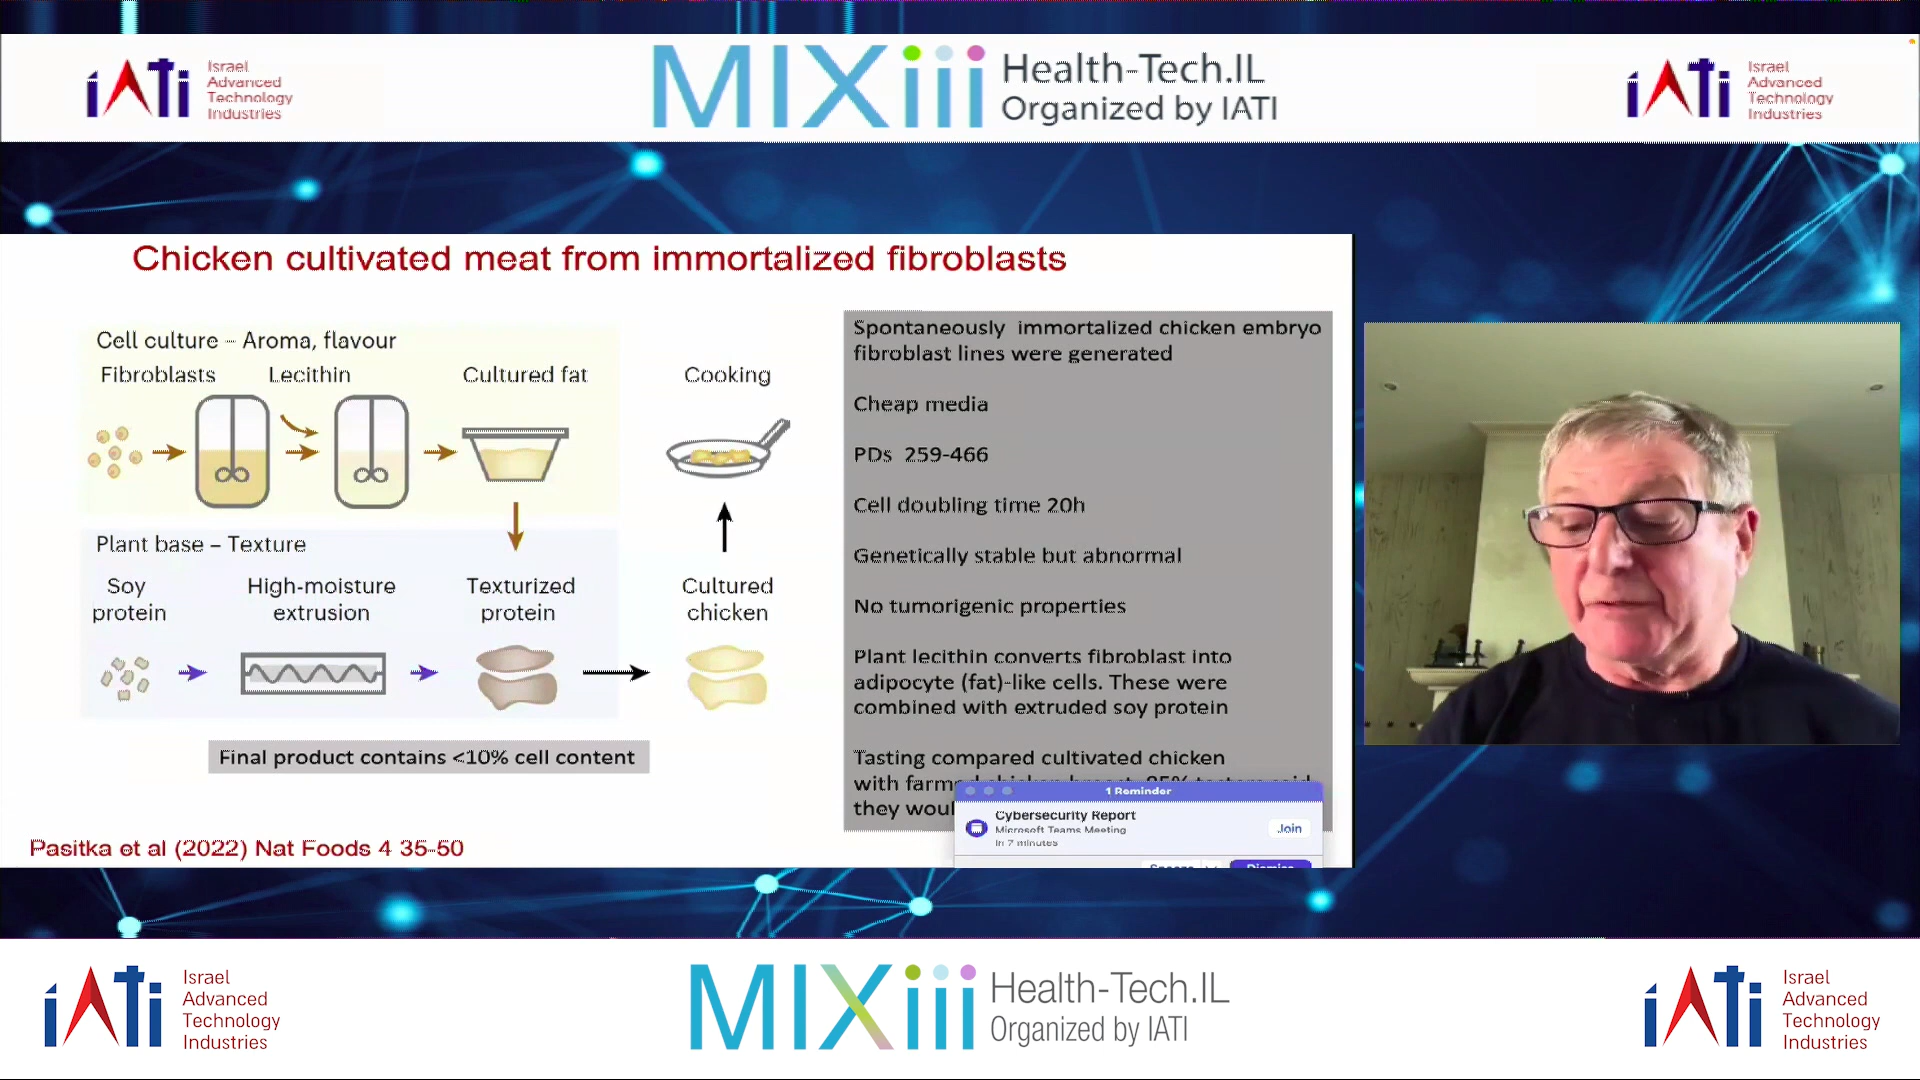 iATi
Israel
Advanced
Technology
Industries
MIXiii
Health-Tech.IL
Organized by IATI
iATi
Israel
Advanced
Technology
Industries
Chicken cultivated meat from immortalized fibroblasts
Cell culture – Aroma, flavour
Fibroblasts
Lecithin
Cultured fat
Cooking
Plant base – Texture
Soy
protein
High-moisture
extrusion
Texturized
protein
Cultured
chicken
Final product contains <10% cell content
Pasitka et al (2022) Nat Foods 4 35-50
Spontaneously immortalized chicken embryo
fibroblast lines were generated
Cheap media
PDs 259-466
Cell doubling time 20h
Genetically stable but abnormal
No tumorigenic properties
Plant lecithin converts fibroblast into
adipocyte (fat)-like cells. These were
combined with extruded soy protein
Tasting compared cultivated chicken
with
they
1 Reminder
Cybersecurity Report
Microsoft Teams Meeting
In 7 minutes
Join
Snooze
Dismiss
iATi
Israel
Advanced
Technology
Industries
MIXiii
Health-Tech.IL
Organized by IATI
iATi
Israel
Advanced
Technology
Industries